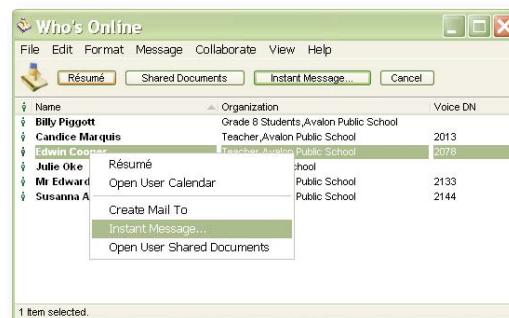 Who's Online
File Edit Format Message Collaborate View Help
Résumé Shared Documents Instant Message... Cancel
Name Organization Voice DN
Billy Piggott Grade 8 Students,Avalon Public School
Candice Marquis Teacher,Avalon Public School 2013
Edwin Cooper Teacher,Avalon Public School 2078
Julie Oke
Mr Edward Public School 2133
Susanna A Public School 2144
Résumé
Open User Calendar
Create Mail To
Instant Message...
Open User Shared Documents
1 Item selected.